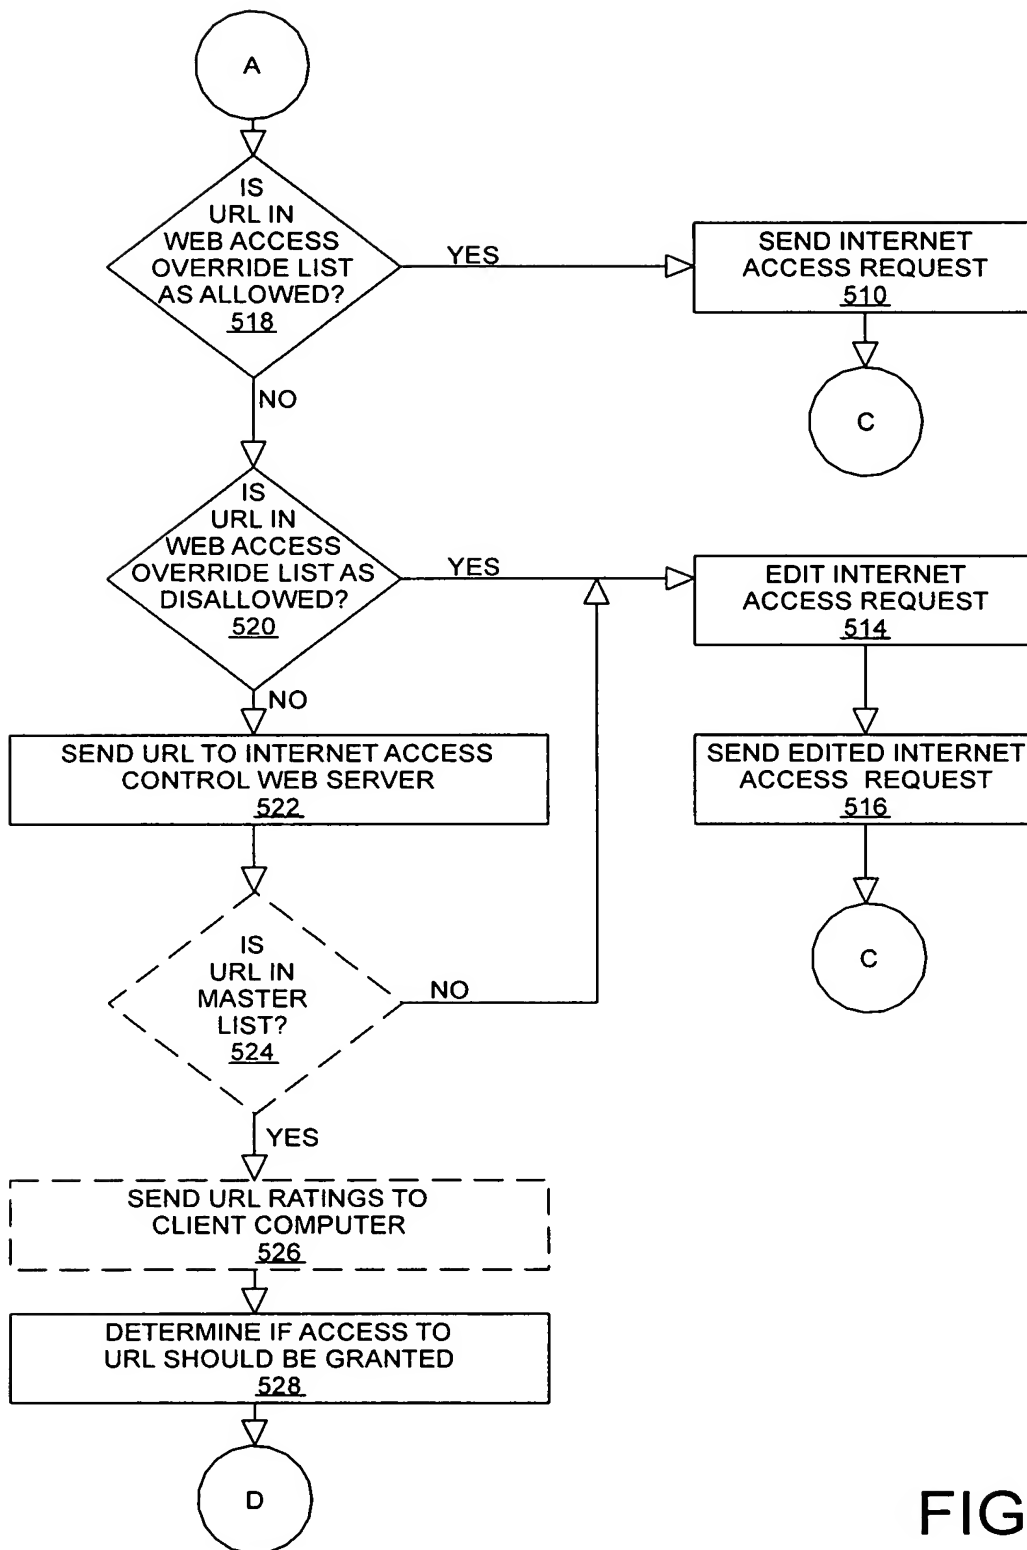 A
IS
URL IN
WEB ACCESS
OVERRIDE LIST
AS ALLOWED?
518
YES
SEND INTERNET
ACCESS REQUEST
510
C
NO
IS
URL IN
WEB ACCESS
OVERRIDE LIST AS
DISALLOWED?
520
YES
EDIT INTERNET
ACCESS REQUEST
514
NO
SEND URL TO INTERNET ACCESS
CONTROL WEB SERVER
522
SEND EDITED INTERNET
ACCESS REQUEST
516
C
IS
URL IN
MASTER
LIST?
524
NO
YES
SEND URL RATINGS TO
CLIENT COMPUTER
526
DETERMINE IF ACCESS TO
URL SHOULD BE GRANTED
528
D
FIG